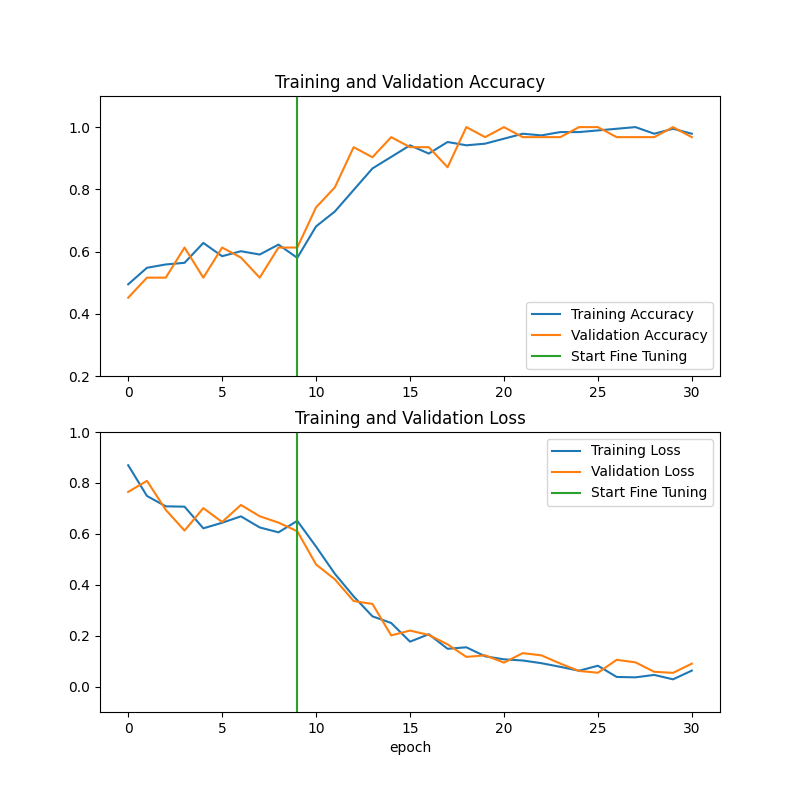 Training and Validation Accuracy
1.0
0.8
0.6
0.4
0.2
Training Accuracy
Validation Accuracy
Start Fine Tuning
0 5 10 15 20 25 30
Training and Validation Loss
1.0
0.8
0.6
0.4
0.2
0.0
Training Loss
Validation Loss
Start Fine Tuning
0 5 10 15 20 25 30
epoch